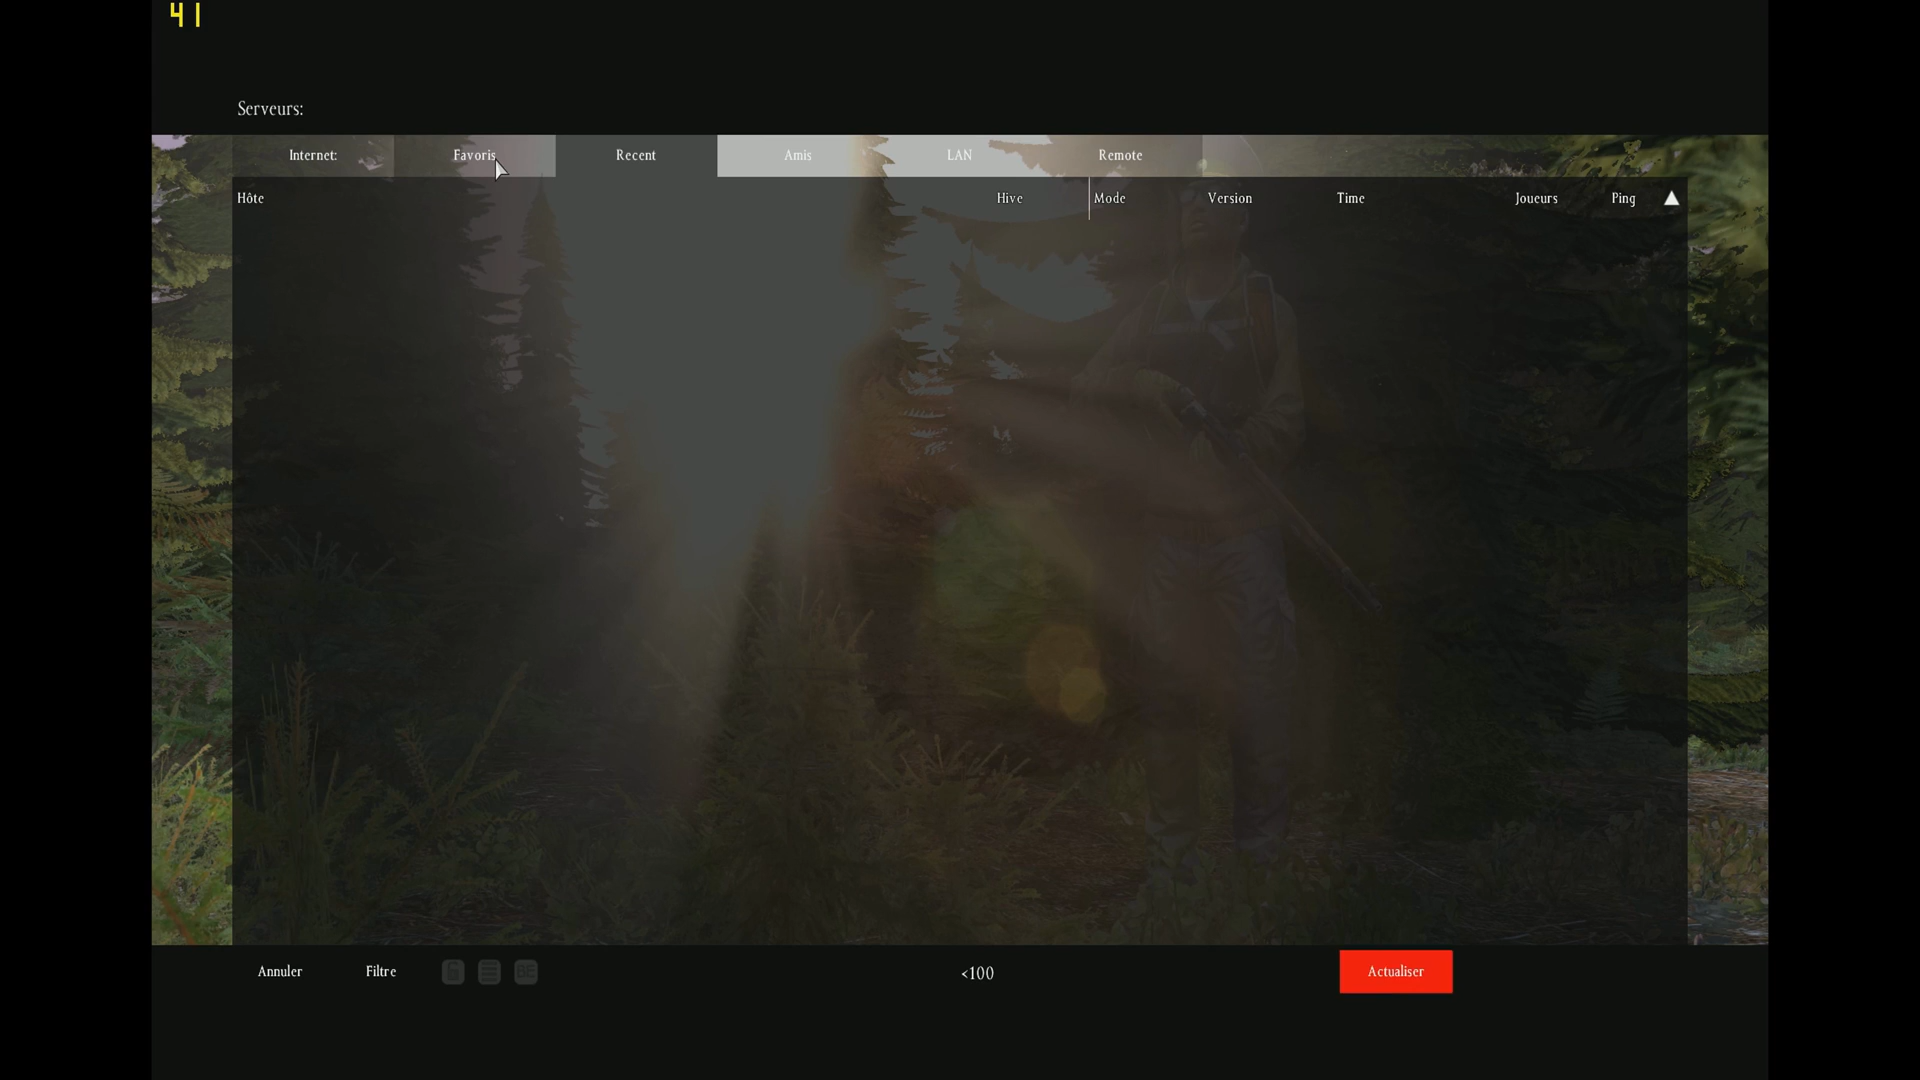 41
Serveurs:
Internet: Favoris Recent Amis LAN Remote
Hôte Hive Mode Version Time Joueurs Ping
Annuler Filtre BE <100 Actualiser